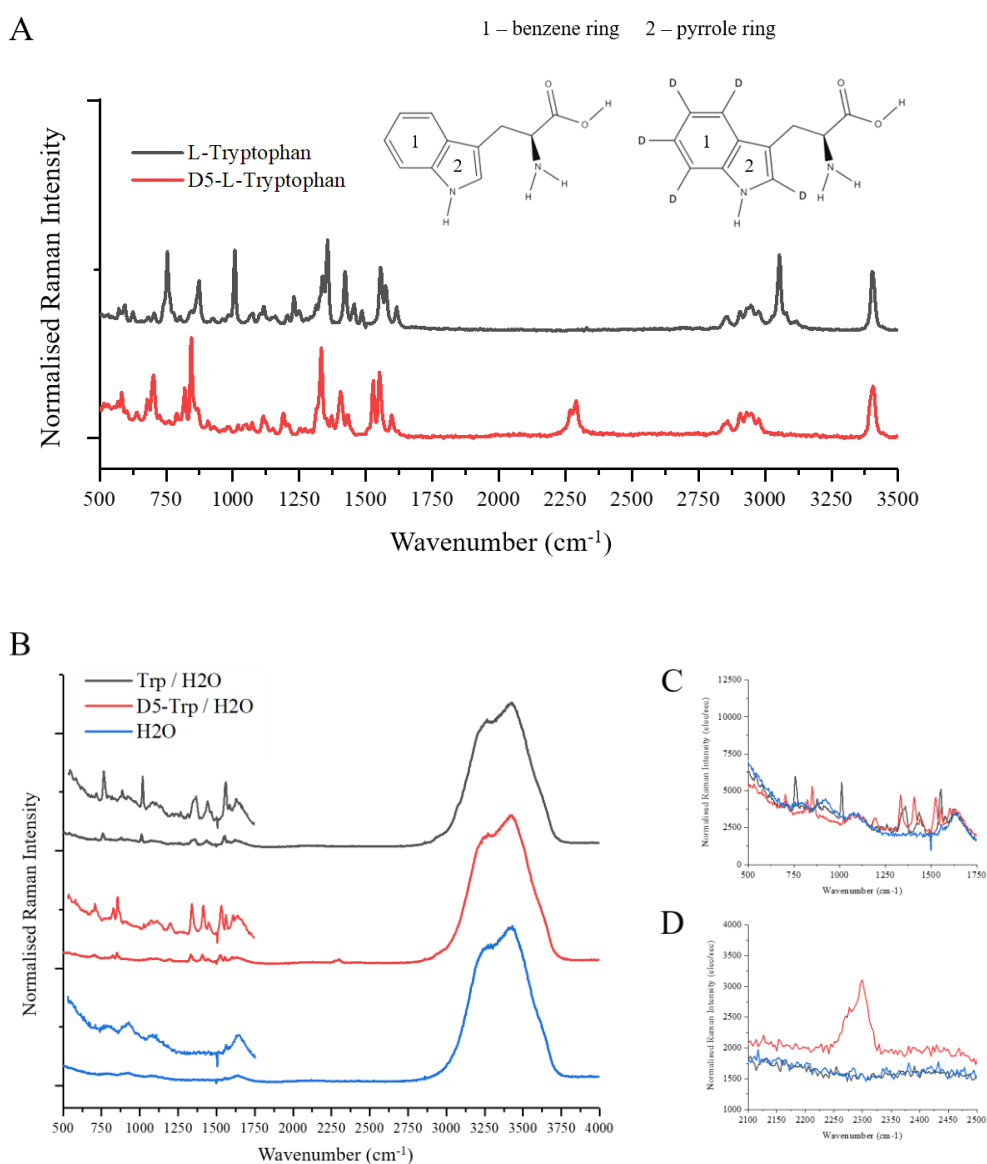 A
1 – benzene ring 2 – pyrrole ring
L-Tryptophan
D5-L-Tryptophan
1
2
N
H
O
O
H
N
H
H
D
D
D
D
1
2
N
H
D
O
O
H
N
H
H
Normalised Raman Intensity
500 750 1000 1250 1500 1750 2000 2250 2500 2750 3000 3250 3500
Wavenumber (cm-1)
B
Trp / H2O
D5-Trp / H2O
H2O
Normalised Raman Intensity
500 750 1000 1250 1500 1750 2000 2250 2500 2750 3000 3250 3500 3750 4000
Wavenumber (cm-1)
C
Normalised Raman Intensity (elec/sec)
12500
10000
7500
5000
2500
0
500 750 1000 1250 1500 1750
Wavenumber (cm-1)
D
Normalised Raman Intensity (elec/sec)
4000
3500
3000
2500
2000
1500
1000
2100 2200 2300 2400 2500
Wavenumber (cm-1)